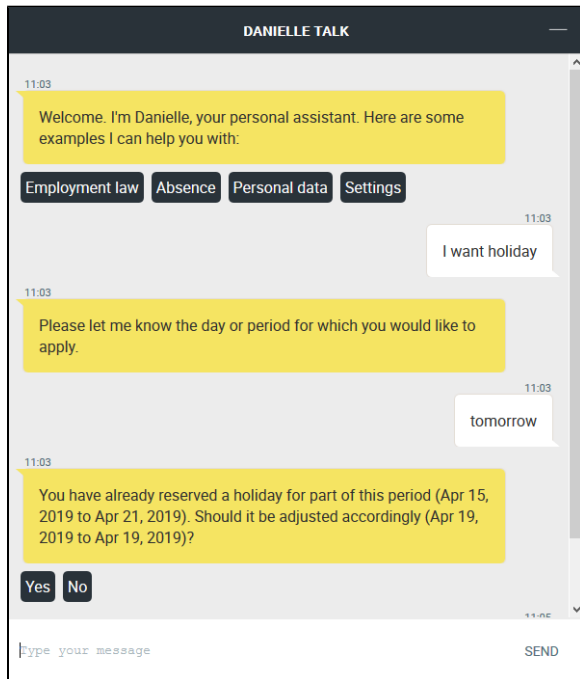 DANIELLE TALK
11:03
Welcome. I'm Danielle, your personal assistant. Here are some
examples I can help you with:
Employment law Absence Personal data Settings
11:03
I want holiday
11:03
Please let me know the day or period for which you would like to
apply.
11:03
tomorrow
11:03
You have already reserved a holiday for part of this period (Apr 15,
2019 to Apr 21, 2019). Should it be adjusted accordingly (Apr 19,
2019 to Apr 19, 2019)?
Yes No
11:05
Type your message SEND